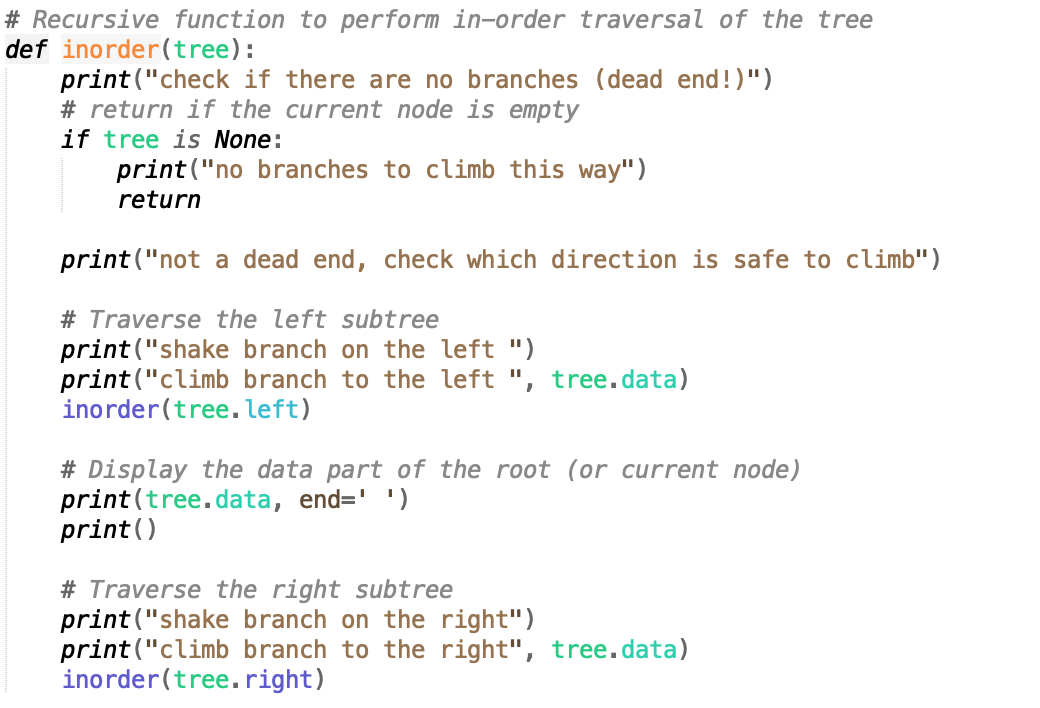 # Recursive function to perform in-order traversal of the tree
def inorder(tree):
    print("check if there are no branches (dead end!)")
    # return if the current node is empty
    if tree is None:
        print("no branches to climb this way")
        return

    print("not a dead end, check which direction is safe to climb")

    # Traverse the left subtree
    print("shake branch on the left ")
    print("climb branch to the left ", tree.data)
    inorder(tree.left)

    # Display the data part of the root (or current node)
    print(tree.data, end=' ')
    print()

    # Traverse the right subtree
    print("shake branch on the right")
    print("climb branch to the right", tree.data)
    inorder(tree.right)